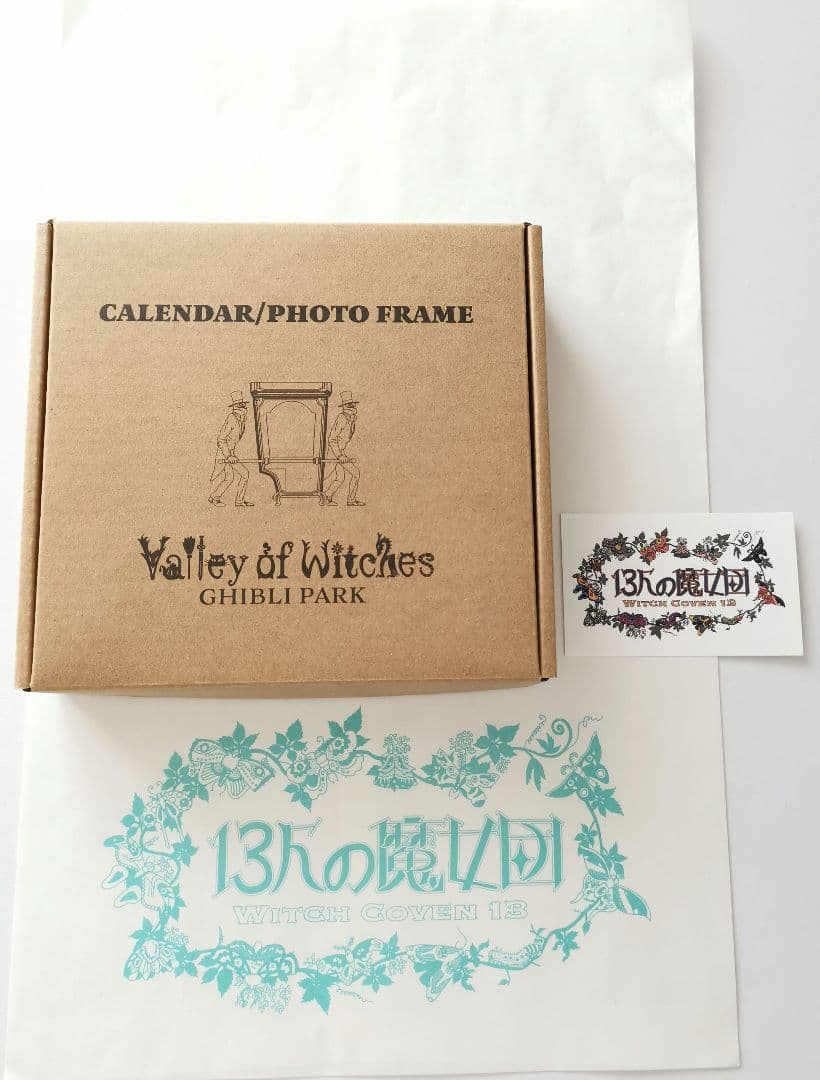 CALENDAR/PHOTO FRAME
Valley of Witches
GHIBLI PARK
13人の魔女団
WITCH COVEN 13
13人の魔女団
WITCH COVEN 13